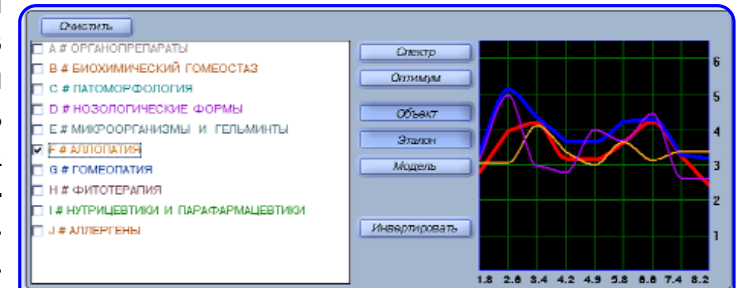 Очистить
A # ОРГАНОПРЕПАРАТЫ
B # БИОХИМИЧЕСКИЙ ГОМЕОСТАЗ
C # ПАТОМОРФОЛОГИЯ
D # НОЗОЛОГИЧЕСКИЕ ФОРМЫ
E # МИКРООРГАНИЗМЫ И ГЕЛЬМИНТЫ
F # АЛЛОПАТИЯ
G # ГОМЕОПАТИЯ
H # ФИТОТЕРАПИЯ
I # НУТРИЦЕВТИКИ И ПАРАФАРМАЦЕВТИКИ
J # АЛЛЕРГЕНЫ
Спектр
Оптимум
Объект
Эталон
Модель
Инвертировать
6
5
4
3
2
1
1.8 2.6 3.4 4.2 4.9 5.8 6.6 7.4 8.2